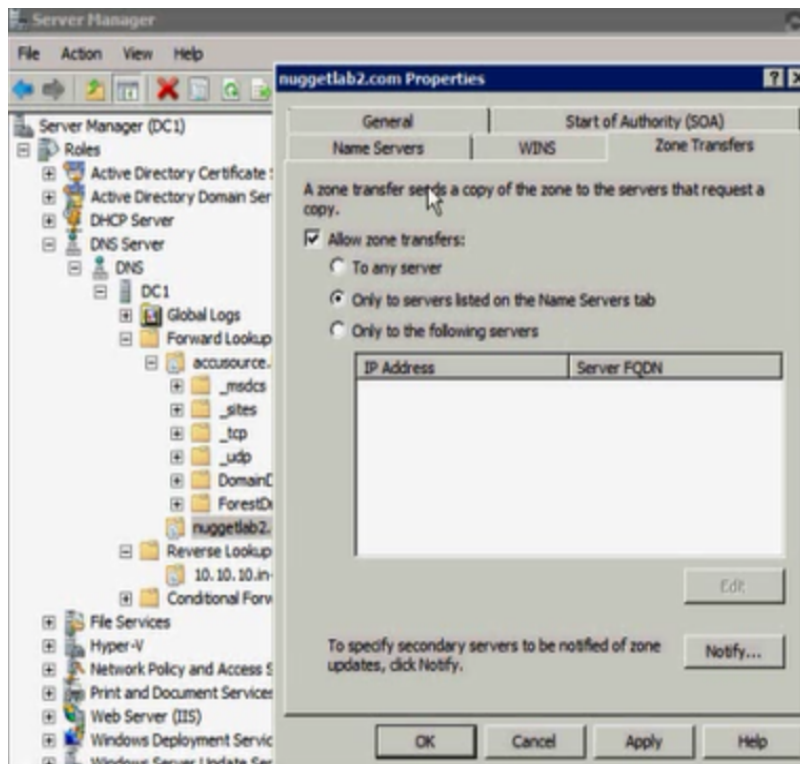 Server Manager
File Action View Help
Server Manager (DC1)
Roles
Active Directory Certificate
Active Directory Domain Ser
DHCP Server
DNS Server
DNS
DC1
Global Logs
Forward Lookup
accusource.
_msdcs
_sites
_tcp
_udp
DomainD
ForestD
nuggetlab2.
Reverse Lookup
10.10.10.in-
Conditional Forw
File Services
Hyper-V
Network Policy and Access S
Print and Document Services
Web Server (IIS)
Windows Deployment Servic
Windows Server Update Ser
nuggetlab2.com Properties
General Start of Authority (SOA)
Name Servers WINS Zone Transfers
A zone transfer sends a copy of the zone to the servers that request a
copy.
Allow zone transfers:
To any server
Only to servers listed on the Name Servers tab
Only to the following servers
IP Address Server FQDN
Edit
To specify secondary servers to be notified of zone
updates, click Notify.
Notify...
OK Cancel Apply Help